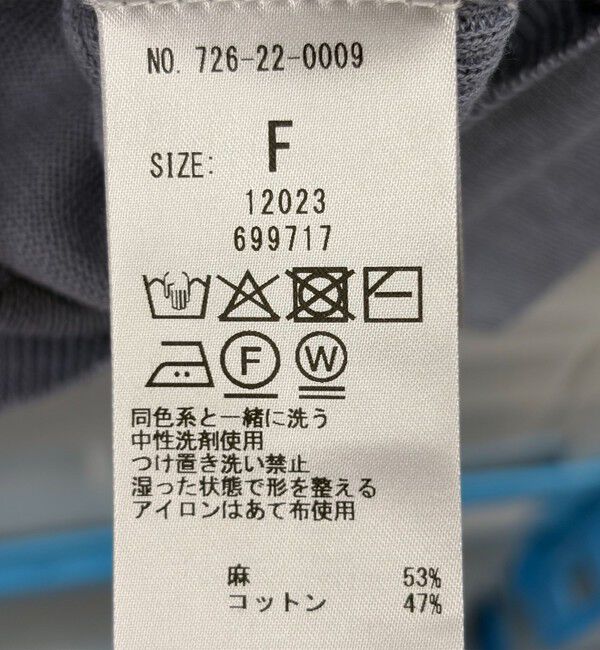 NO. 726-22-0009
SIZE: F
12023
699717
F W
同色系と一緒に洗う
中性洗剤使用
つけ置き洗い禁止
湿った状態で形を整える
アイロンはあて布使用
麻 53%
コットン 47%